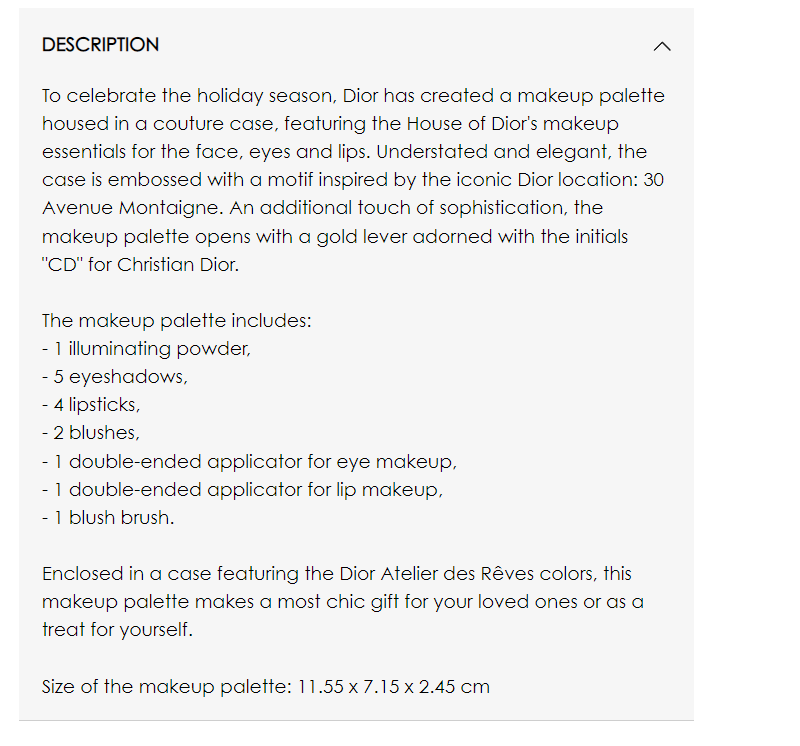 DESCRIPTION
To celebrate the holiday season, Dior has created a makeup palette
housed in a couture case, featuring the House of Dior's makeup
essentials for the face, eyes and lips. Understated and elegant, the
case is embossed with a motif inspired by the iconic Dior location: 30
Avenue Montaigne. An additional touch of sophistication, the
makeup palette opens with a gold lever adorned with the initials
"CD" for Christian Dior.
The makeup palette includes:
- 1 illuminating powder,
- 5 eyeshadows,
- 4 lipsticks,
- 2 blushes,
- 1 double-ended applicator for eye makeup,
- 1 double-ended applicator for lip makeup,
- 1 blush brush.
Enclosed in a case featuring the Dior Atelier des Rêves colors, this
makeup palette makes a most chic gift for your loved ones or as a
treat for yourself.
Size of the makeup palette: 11.55 x 7.15 x 2.45 cm